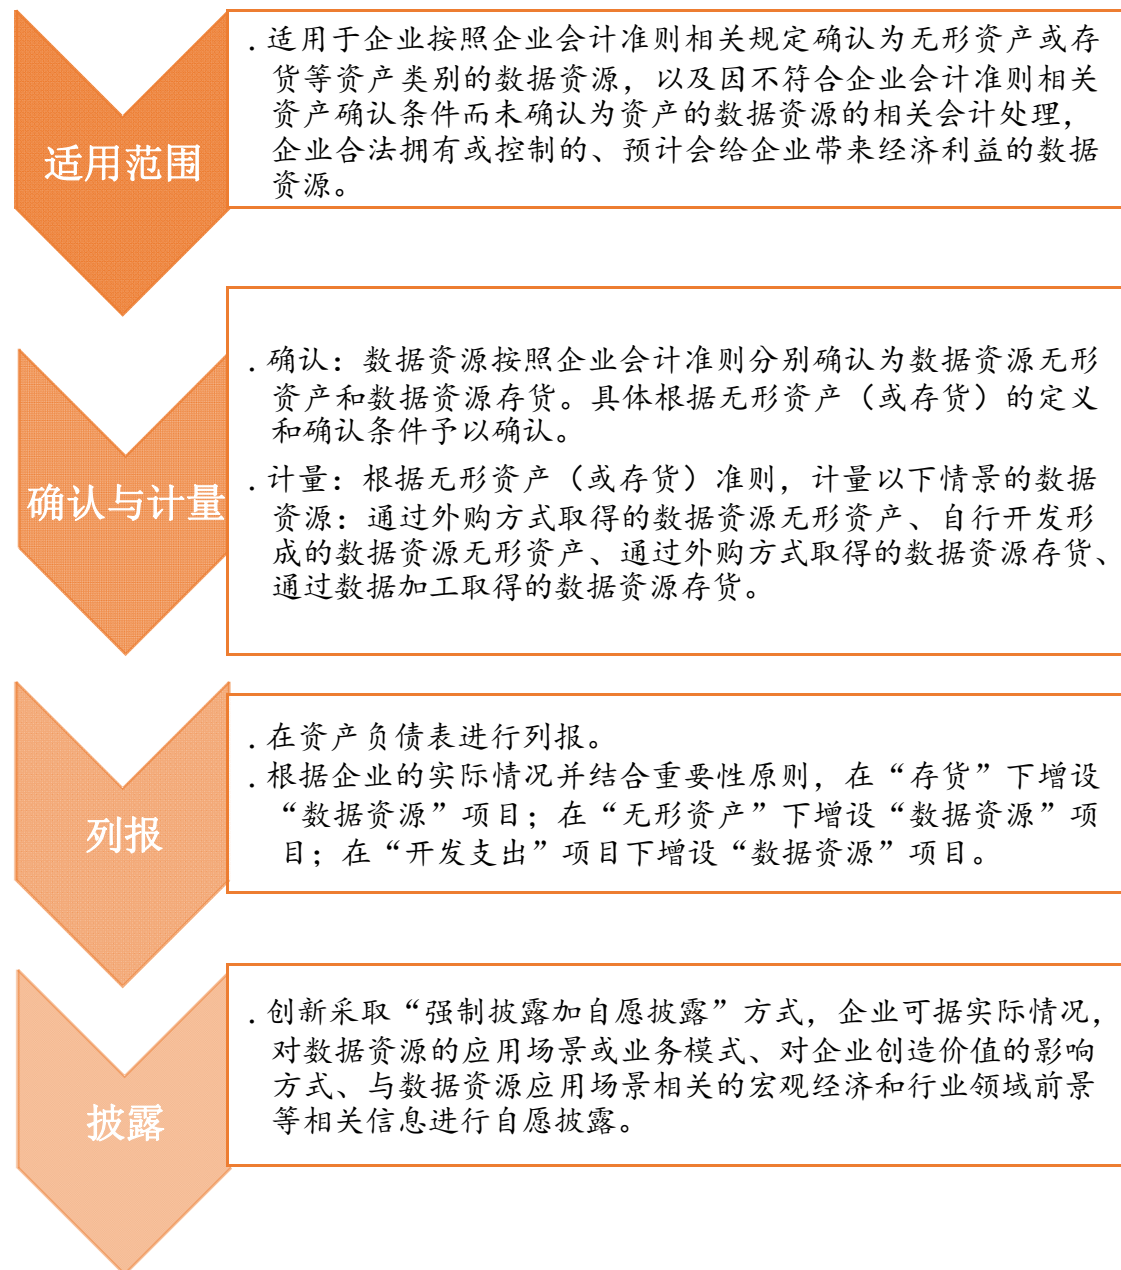 适用范围
. 适用于企业按照企业会计准则相关规定确认为无形资产或存
货等资产类别的数据资源，以及因不符合企业会计准则相关
资产确认条件而未确认为资产的数据资源的相关会计处理，
企业合法拥有或控制的、预计会给企业带来经济利益的数据
资源。
确认与计量
. 确认：数据资源按照企业会计准则分别确认为数据资源无形
资产和数据资源存货。具体根据无形资产（或存货）的定义
和确认条件予以确认。
. 计量：根据无形资产（或存货）准则，计量以下情景的数据
资源：通过外购方式取得的数据资源无形资产、自行开发形
成的数据资源无形资产、通过外购方式取得的数据资源存货、
通过数据加工取得的数据资源存货。
列报
. 在资产负债表进行列报。
. 根据企业的实际情况并结合重要性原则，在“存货”下增设
“数据资源”项目；在“无形资产”下增设“数据资源”项
目；在“开发支出”项目下增设“数据资源”项目。
披露
. 创新采取“强制披露加自愿披露”方式，企业可据实际情况，
对数据资源的应用场景或业务模式、对企业创造价值的影响
方式、与数据资源应用场景相关的宏观经济和行业领域前景
等相关信息进行自愿披露。